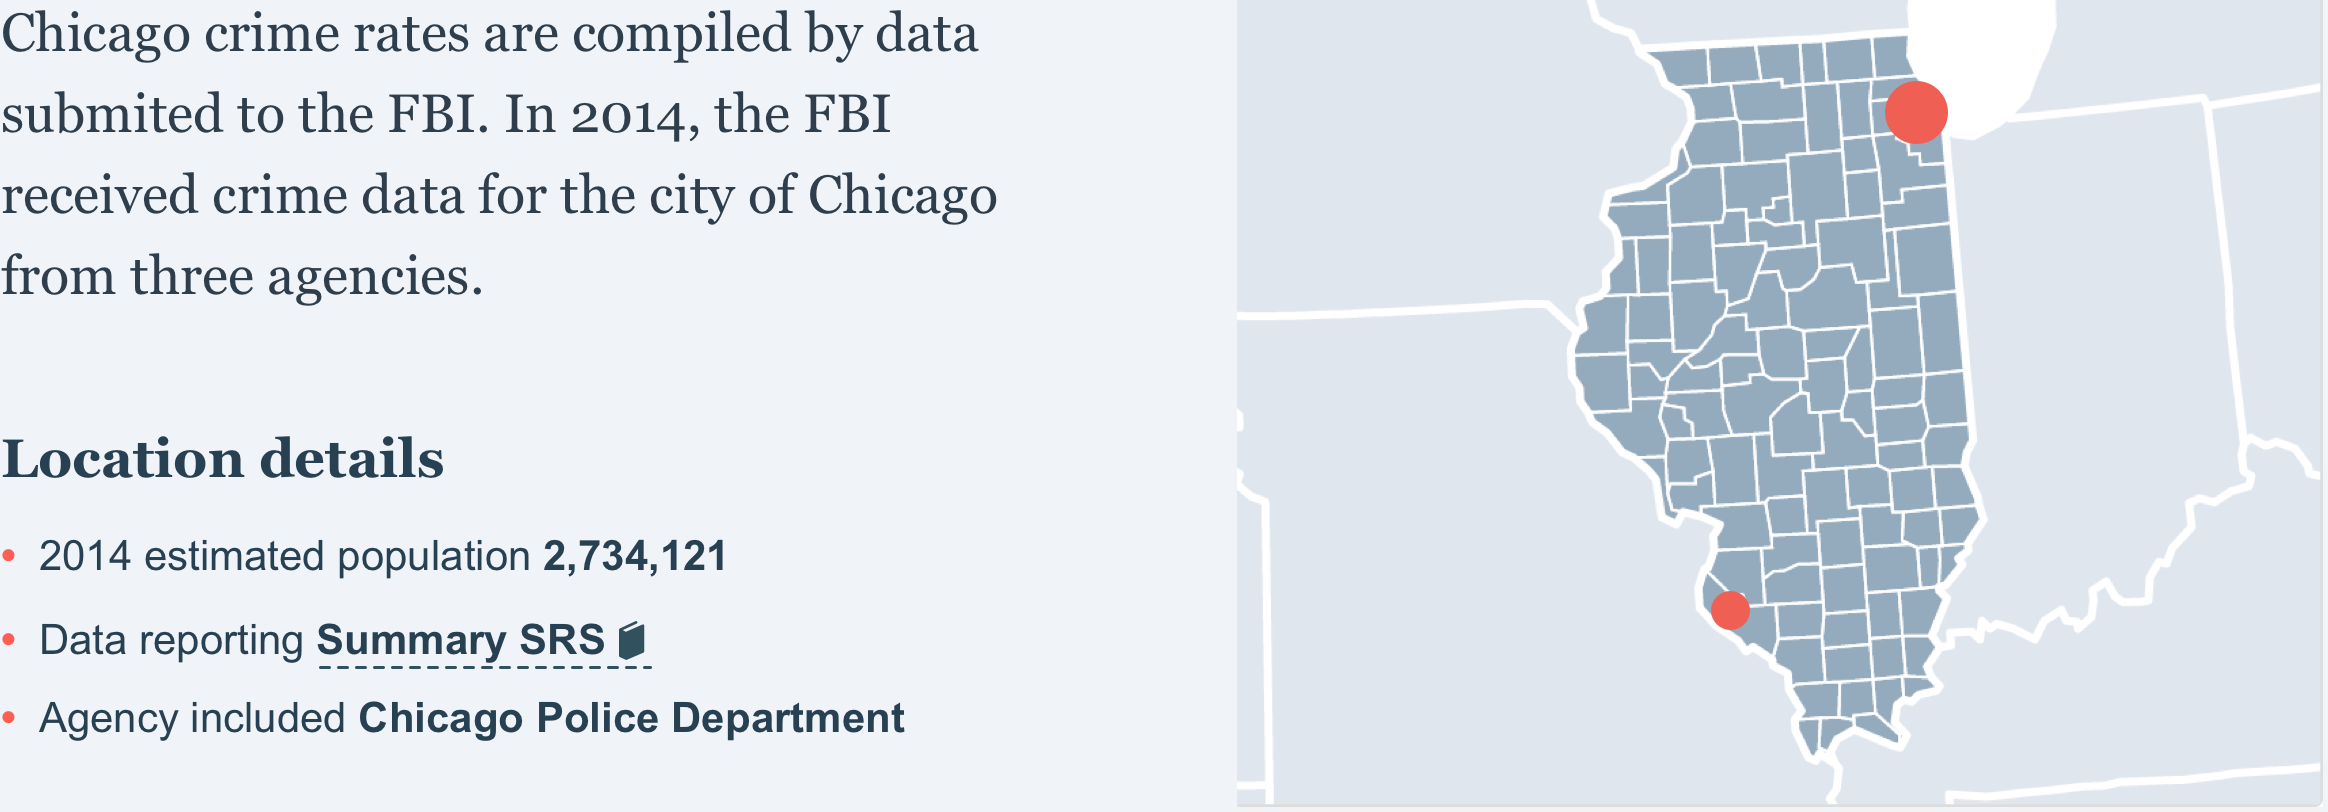 Chicago crime rates are compiled by data
submited to the FBI. In 2014, the FBI
received crime data for the city of Chicago
from three agencies.
Location details
• 2014 estimated population 2,734,121
• Data reporting Summary SRS
• Agency included Chicago Police Department